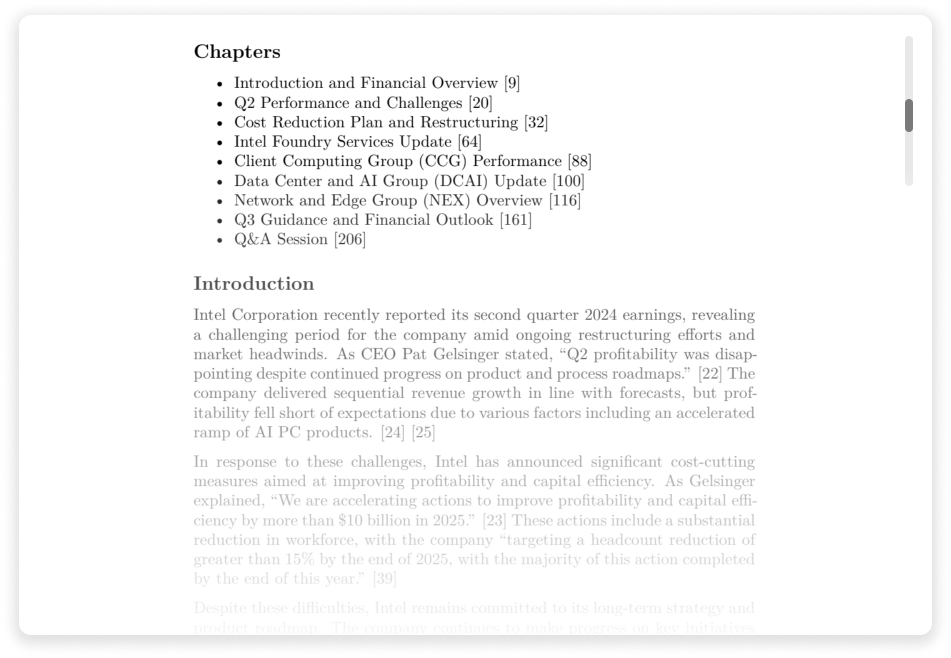 Chapters
• Introduction and Financial Overview [9]
• Q2 Performance and Challenges [20]
• Cost Reduction Plan and Restructuring [32]
• Intel Foundry Services Update [64]
• Client Computing Group (CCG) Performance [88]
• Data Center and AI Group (DCAI) Update [100]
• Network and Edge Group (NEX) Overview [116]
• Q3 Guidance and Financial Outlook [161]
• Q&A Session [206]
Introduction
Intel Corporation recently reported its second quarter 2024 earnings, revealing
a challenging period for the company amid ongoing restructuring efforts and
market headwinds. As CEO Pat Gelsinger stated, “Q2 profitability was disap-
pointing despite continued progress on product and process roadmaps.” [22] The
company delivered sequential revenue growth in line with forecasts, but prof-
itability fell short of expectations due to various factors including an accelerated
ramp of AI PC products. [24] [25]
In response to these challenges, Intel has announced significant cost-cutting
measures aimed at improving profitability and capital efficiency. As Gelsinger
explained, “We are accelerating actions to improve profitability and capital effi-
ciency by more than $10 billion in 2025.” [23] These actions include a substantial
reduction in workforce, with the company “targeting a headcount reduction of
greater than 15% by the end of 2025, with the majority of this action completed
by the end of this year.” [39]
Despite these difficulties, Intel remains committed to its long-term strategy and
product roadmap. The company continues to make progress on key initiatives